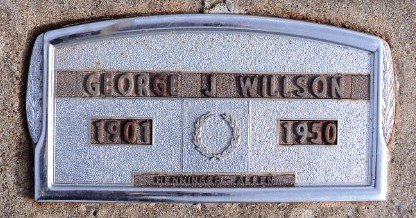 GEORGE J WILLSON
1901 1950
HENNINGER-ALLEN